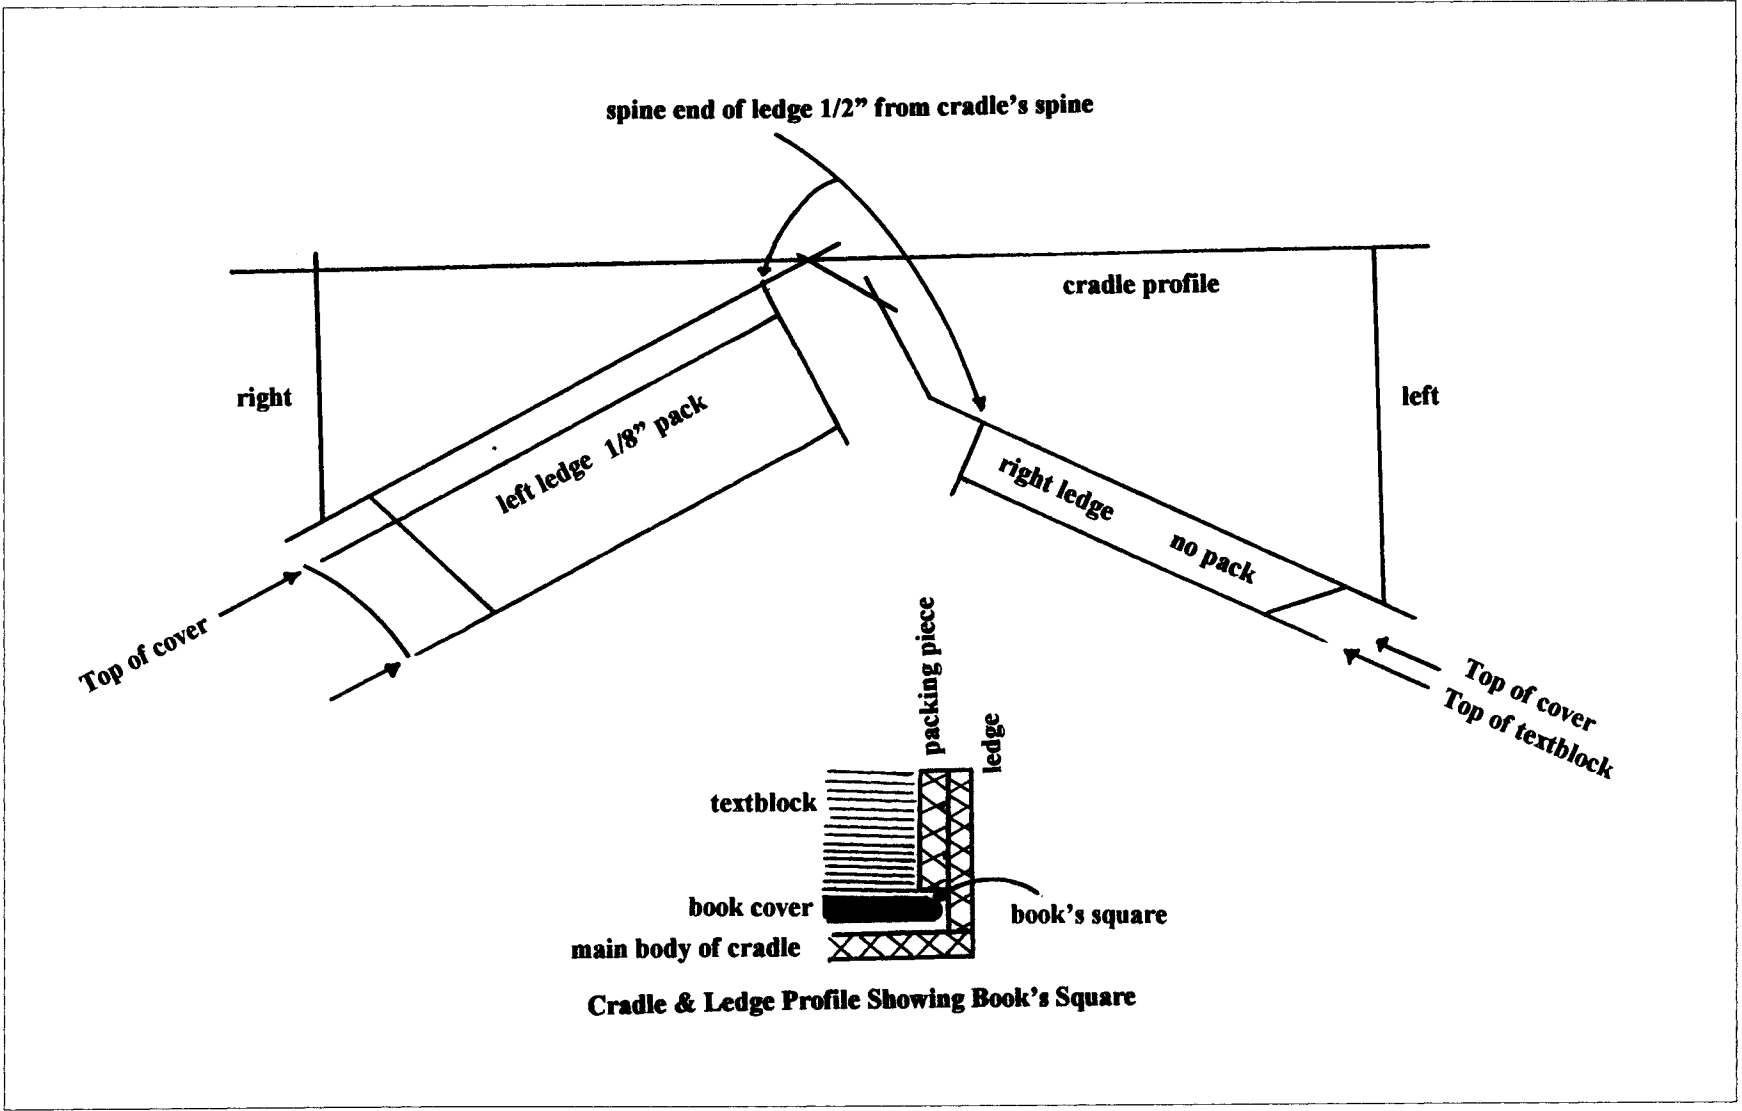 spine end of ledge 1/2” from cradle’s spine
cradle profile
right
left
left ledge 1/8” pack
right ledge
no pack
Top of cover
Top of cover
Top of textblock
packing piece
ledge
textblock
book cover
book’s square
main body of cradle
Cradle & Ledge Profile Showing Book’s Square